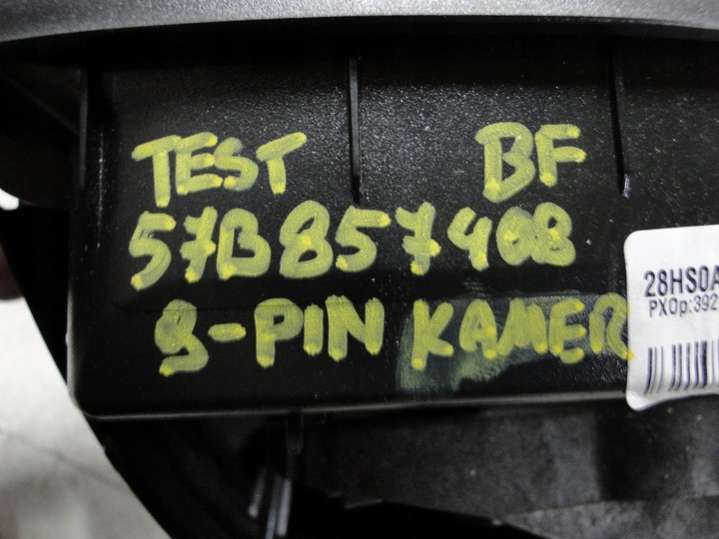 TEST BF
57B857408
8-PIN KAMER
28HS0A
PXOp:392